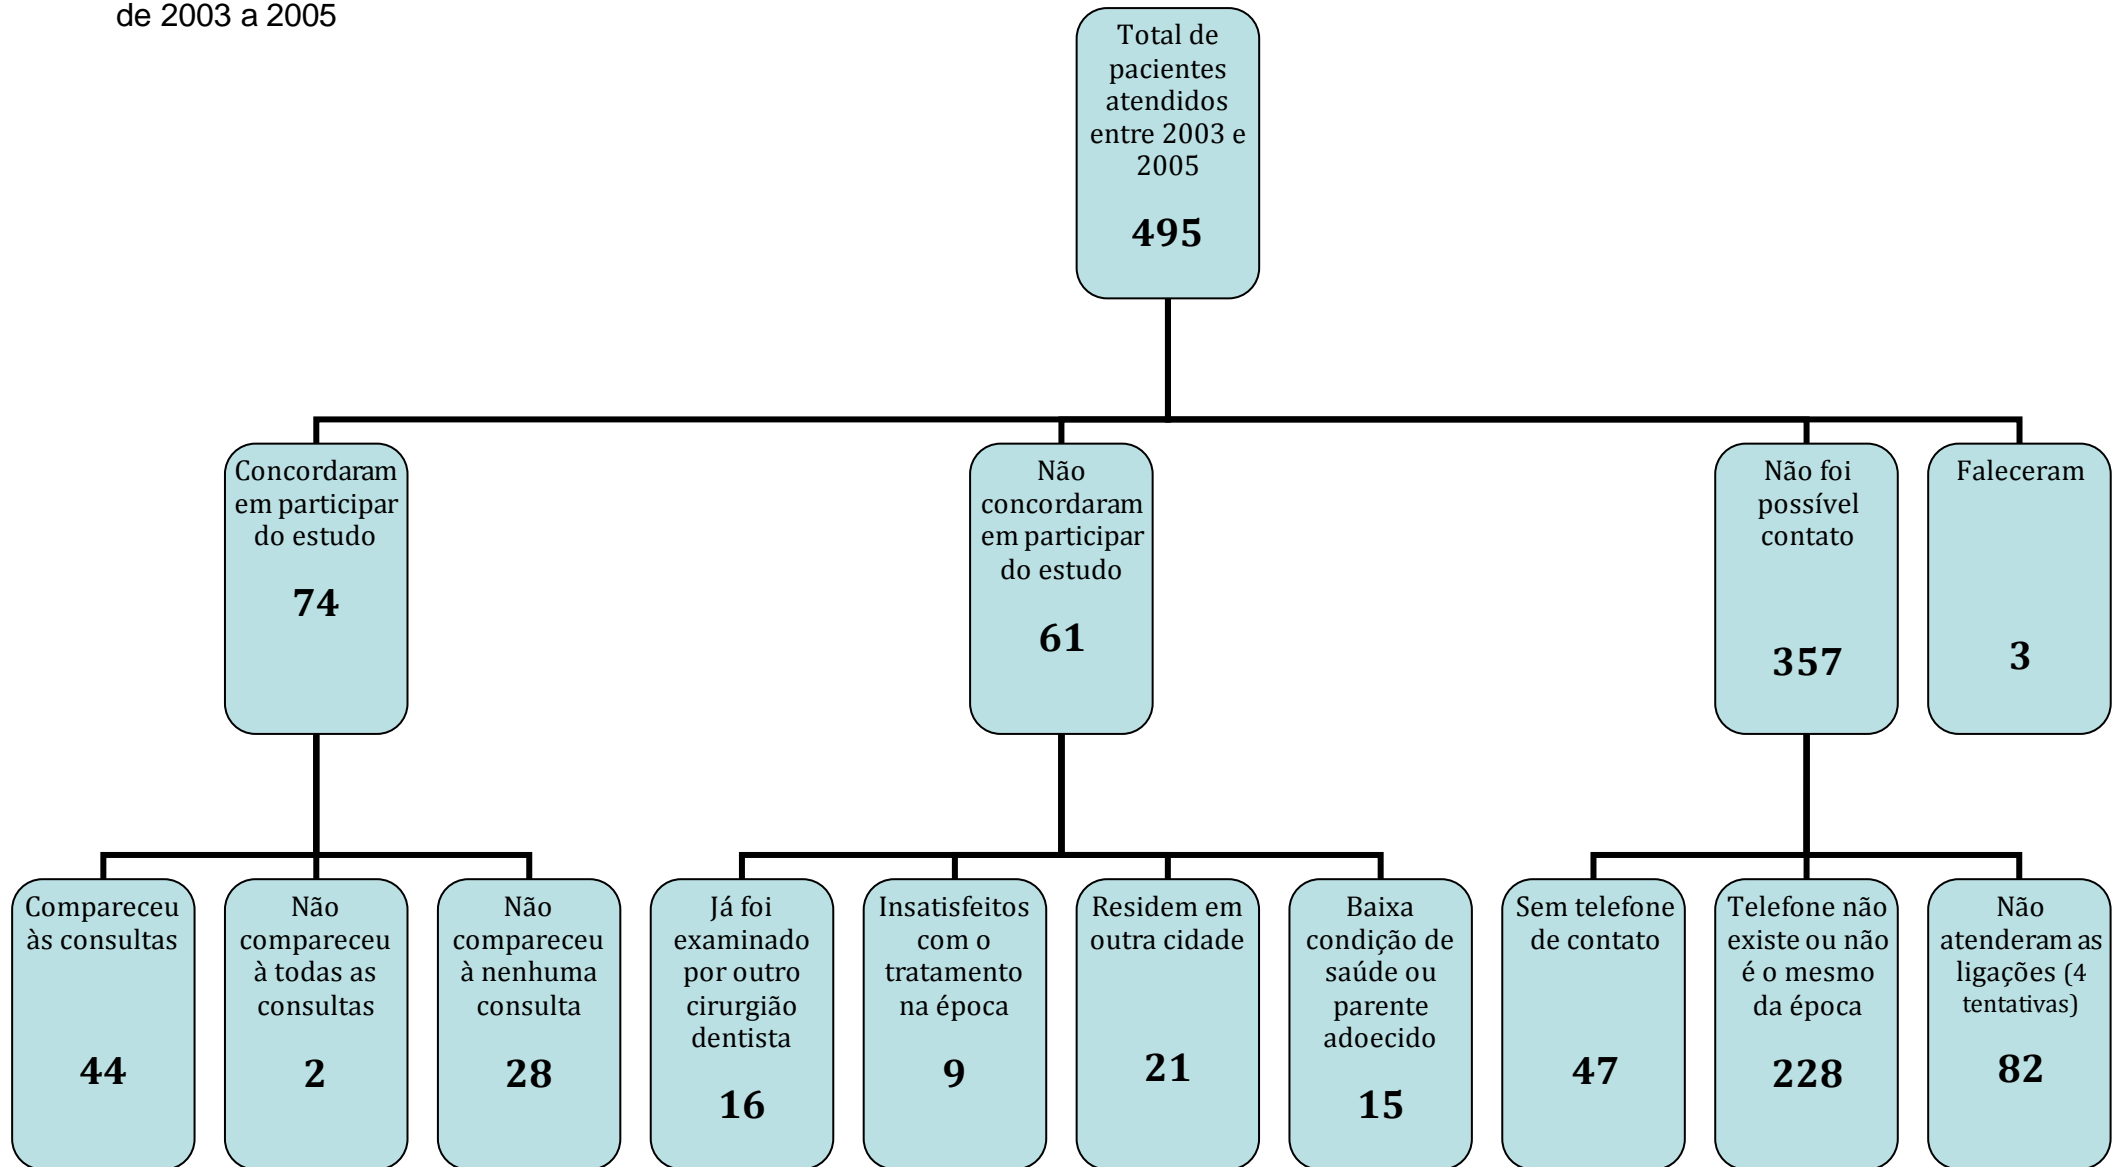 de 2003 a 2005
Total de
pacientes
atendidos
entre 2003 e
2005
495
Concordaram
em participar
do estudo
74
Não
concordaram
em participar
do estudo
61
Não foi
possível
contato
357
Faleceram
3
Compareceu
às consultas
44
Não
compareceu
à todas as
consultas
2
Não
compareceu
à nenhuma
consulta
28
Já foi
examinado
por outro
cirurgião
dentista
16
Insatisfeitos
com o
tratamento
na época
9
Residem em
outra cidade
21
Baixa
condição de
saúde ou
parente
adoecido
15
Sem telefone
de contato
47
Telefone não
existe ou não
é o mesmo
da época
228
Não
atenderam as
ligações (4
tentativas)
82